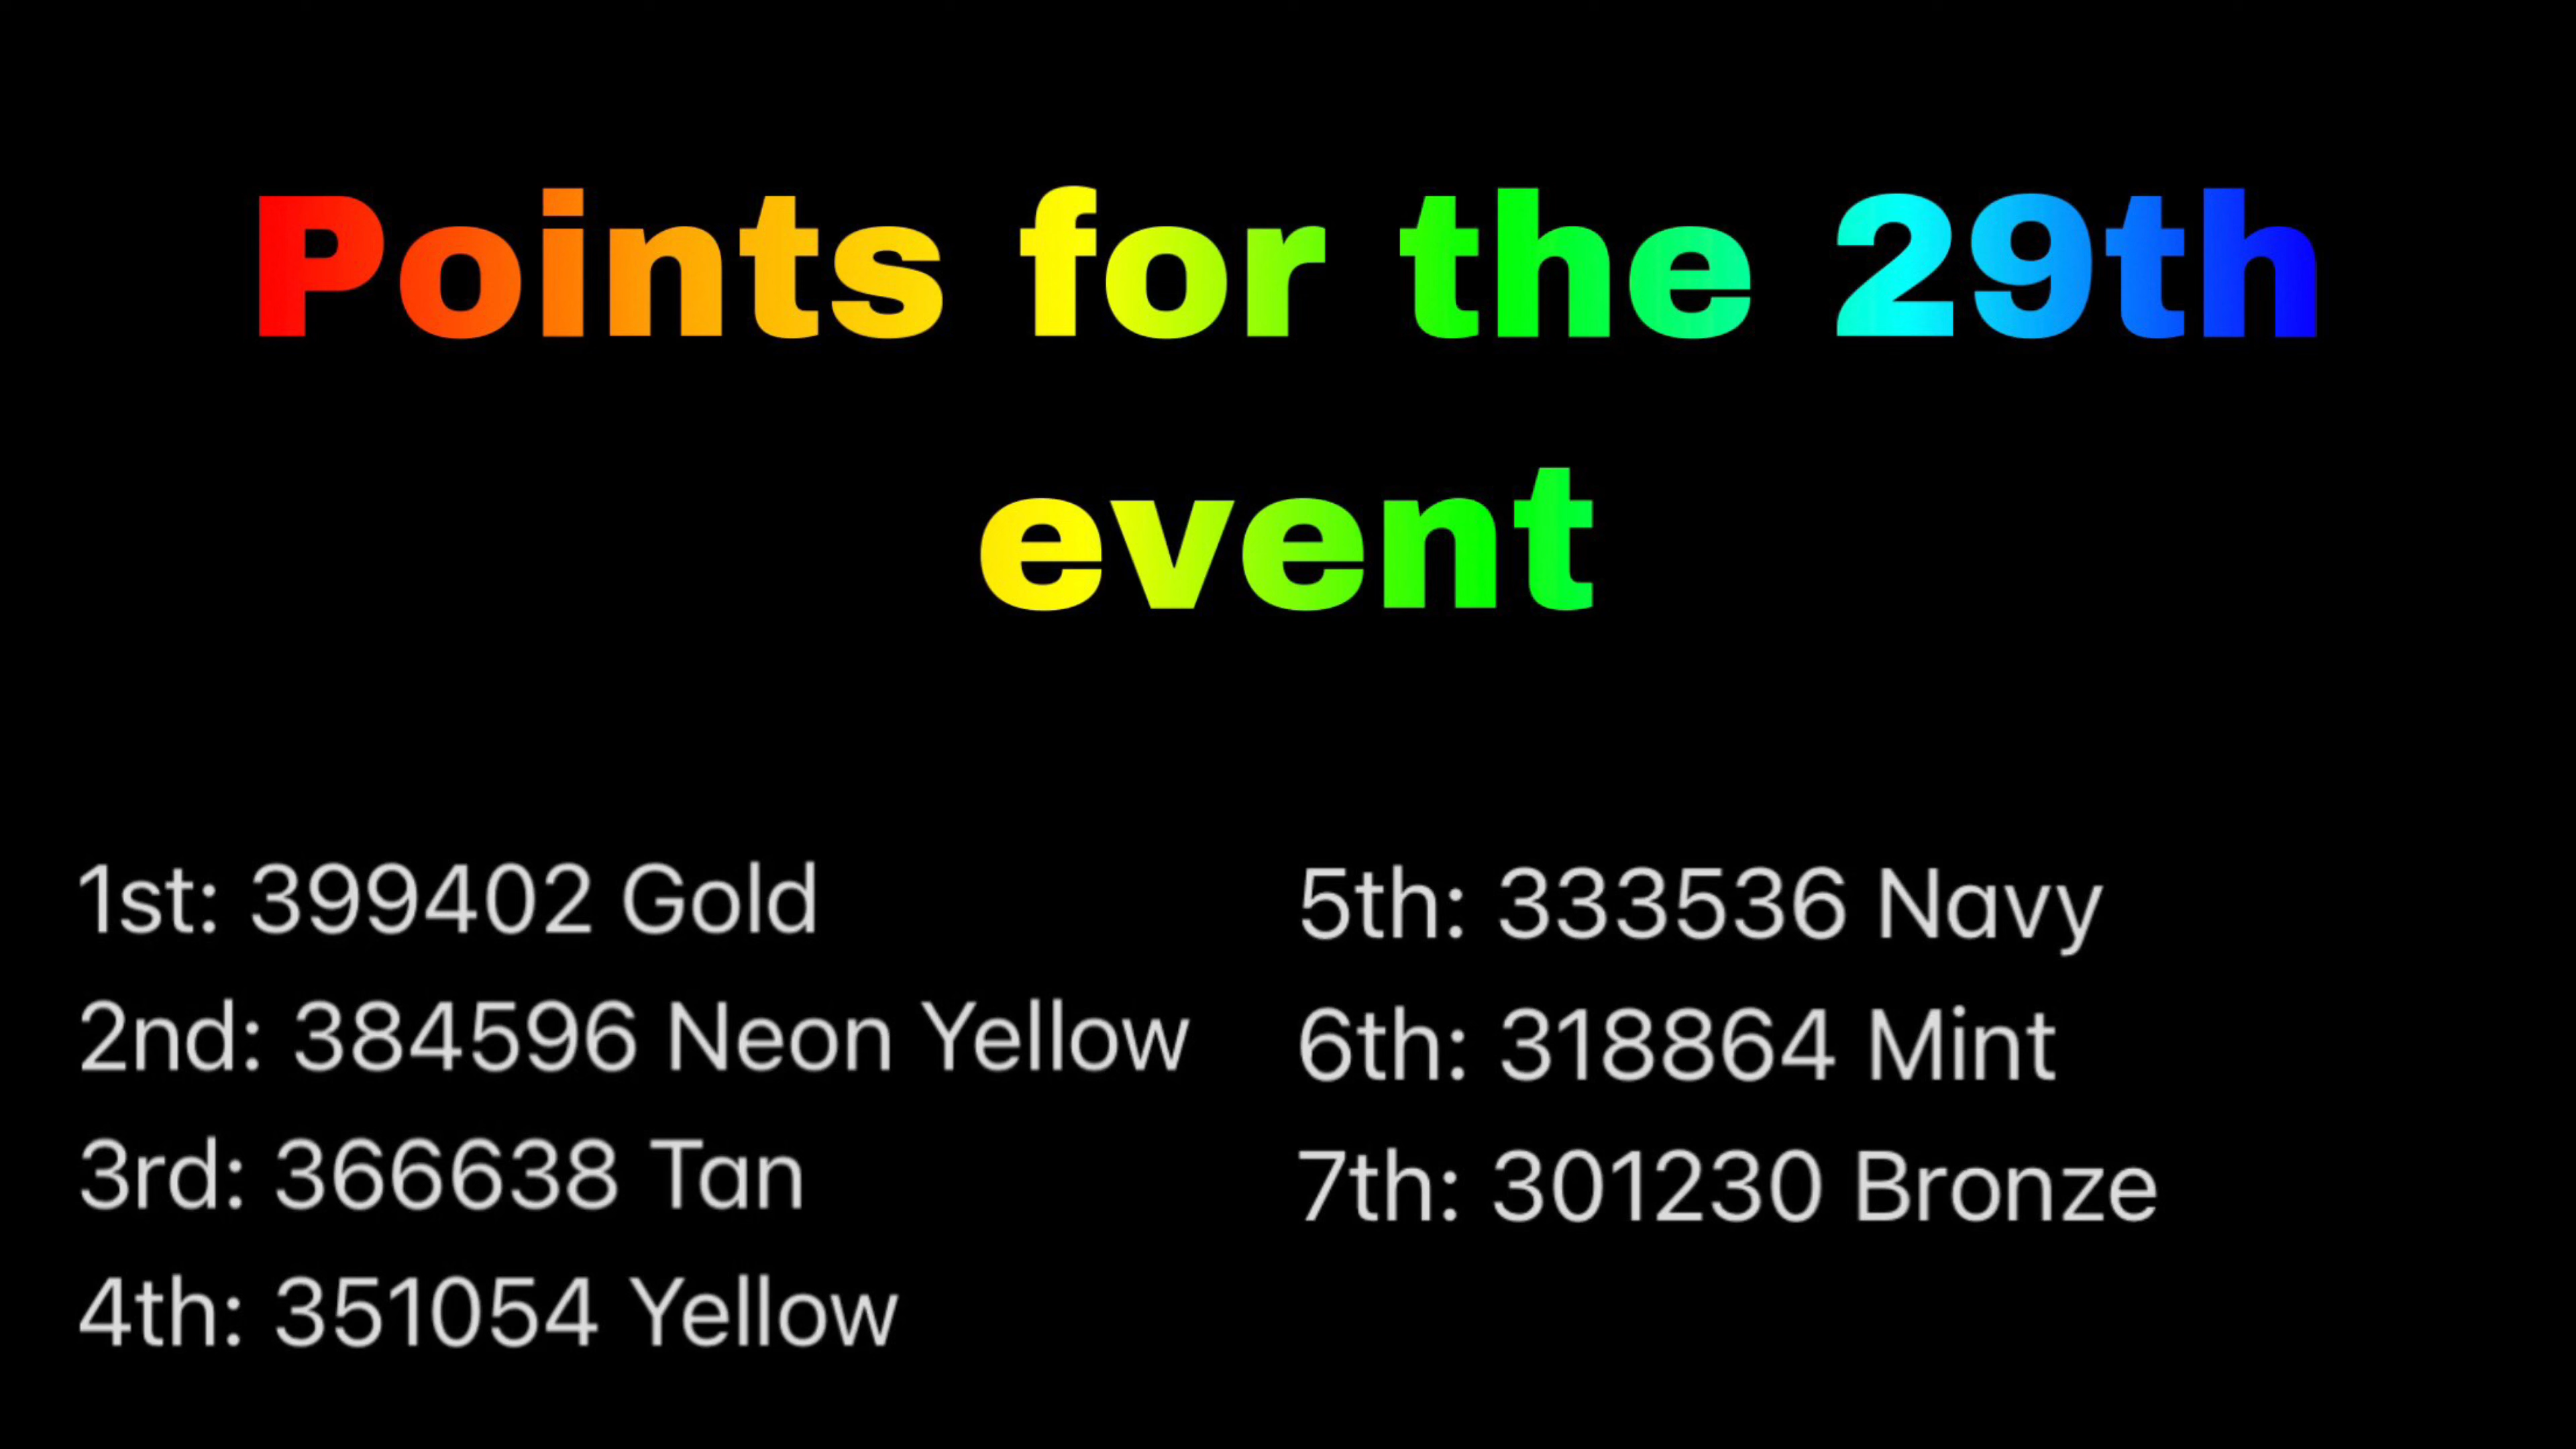 Points for the 29th
event
1st: 399402 Gold
2nd: 384596 Neon Yellow
3rd: 366638 Tan
4th: 351054 Yellow
5th: 333536 Navy
6th: 318864 Mint
7th: 301230 Bronze